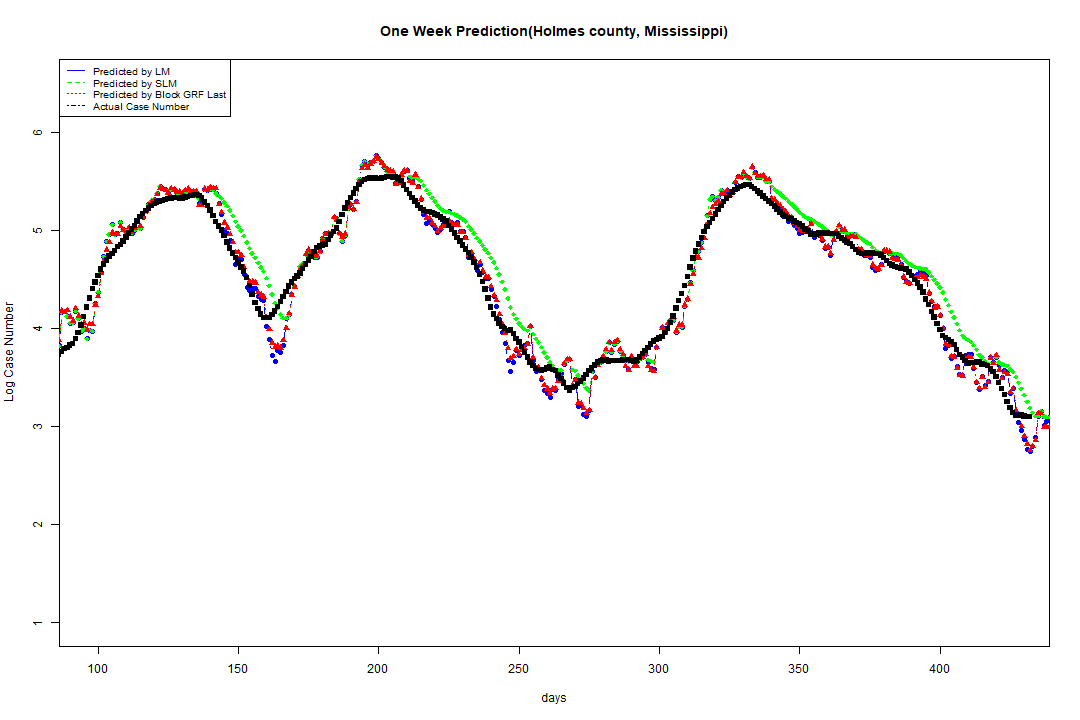 One Week Prediction(Holmes county, Mississippi)
Predicted by LM
Predicted by SLM
Predicted by Block GRF Last
Actual Case Number
Log Case Number
6
5
4
3
2
1
100 150 200 250 300 350 400
days